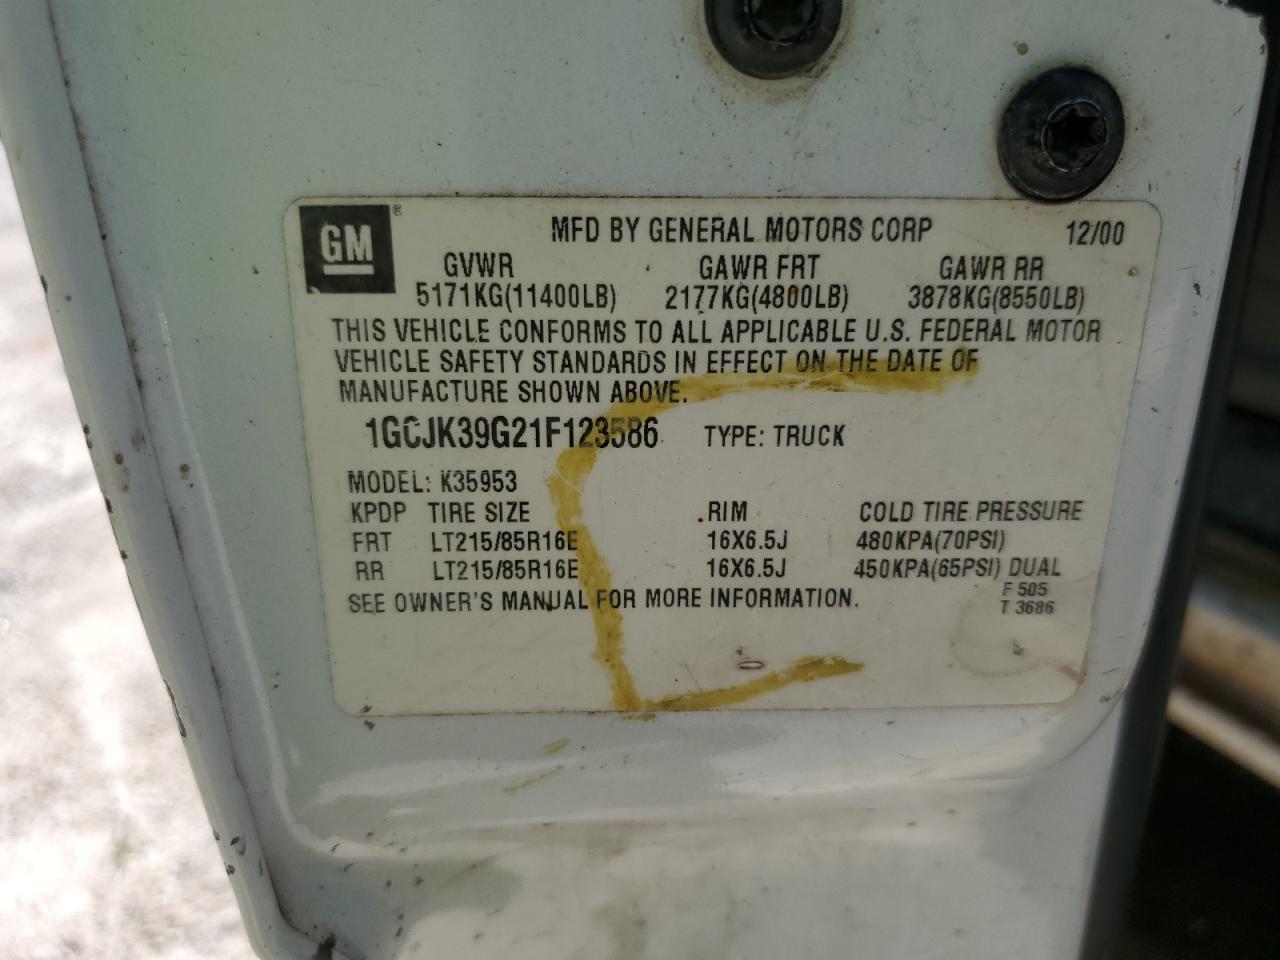 GM ®
MFD BY GENERAL MOTORS CORP 12/00
GVWR GAWR FRT GAWR RR
5171KG(11400LB) 2177KG(4800LB) 3878KG(8550LB)
THIS VEHICLE CONFORMS TO ALL APPLICABLE U.S. FEDERAL MOTOR
VEHICLE SAFETY STANDARDS IN EFFECT ON THE DATE OF
MANUFACTURE SHOWN ABOVE.
1GCJK39G21F123586 TYPE: TRUCK
MODEL: K35953
KPDP TIRE SIZE RIM COLD TIRE PRESSURE
FRT LT215/85R16E 16X6.5J 480KPA(70PSI)
RR LT215/85R16E 16X6.5J 450KPA(65PSI) DUAL
SEE OWNER'S MANUAL FOR MORE INFORMATION.
F 505
T 3686